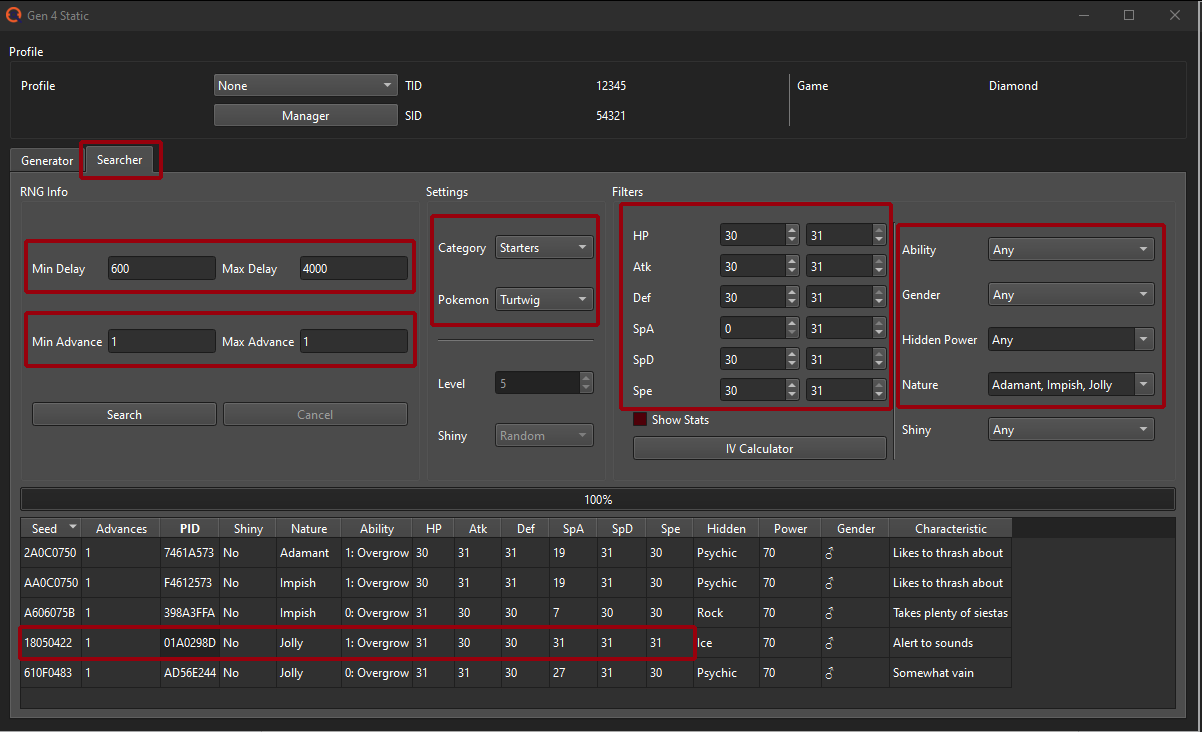 Gen 4 Static
Profile
Profile None TID 12345 Game Diamond
Manager SID 54321
Generator Searcher
RNG Info Settings Filters
Min Delay 600 Max Delay 4000
Min Advance 1 Max Advance 1
Search Cancel
Category Starters
Pokemon Turtwig
Level 5
Shiny Random
HP 30 31
Atk 30 31
Def 30 31
SpA 0 31
SpD 30 31
Spe 30 31
Show Stats
IV Calculator
Ability Any
Gender Any
Hidden Power Any
Nature Adamant, Impish, Jolly
Shiny Any
100%
Seed Advances PID Shiny Nature Ability HP Atk Def SpA SpD Spe Hidden Power Gender Characteristic
2A0C0750 1 7461A573 No Adamant 1: Overgrow 30 31 31 19 31 30 Psychic 70 ♂ Likes to thrash about
AA0C0750 1 F4612573 No Impish 1: Overgrow 30 31 31 19 31 30 Psychic 70 ♂ Likes to thrash about
A606075B 1 398A3FFA No Impish 0: Overgrow 31 30 30 7 30 30 Rock 70 ♂ Takes plenty of siestas
18050422 1 01A0298D No Jolly 1: Overgrow 31 30 30 31 31 31 Ice 70 ♂ Alert to sounds
610F0483 1 AD56E244 No Jolly 0: Overgrow 31 31 30 27 31 30 Psychic 70 ♂ Somewhat vain